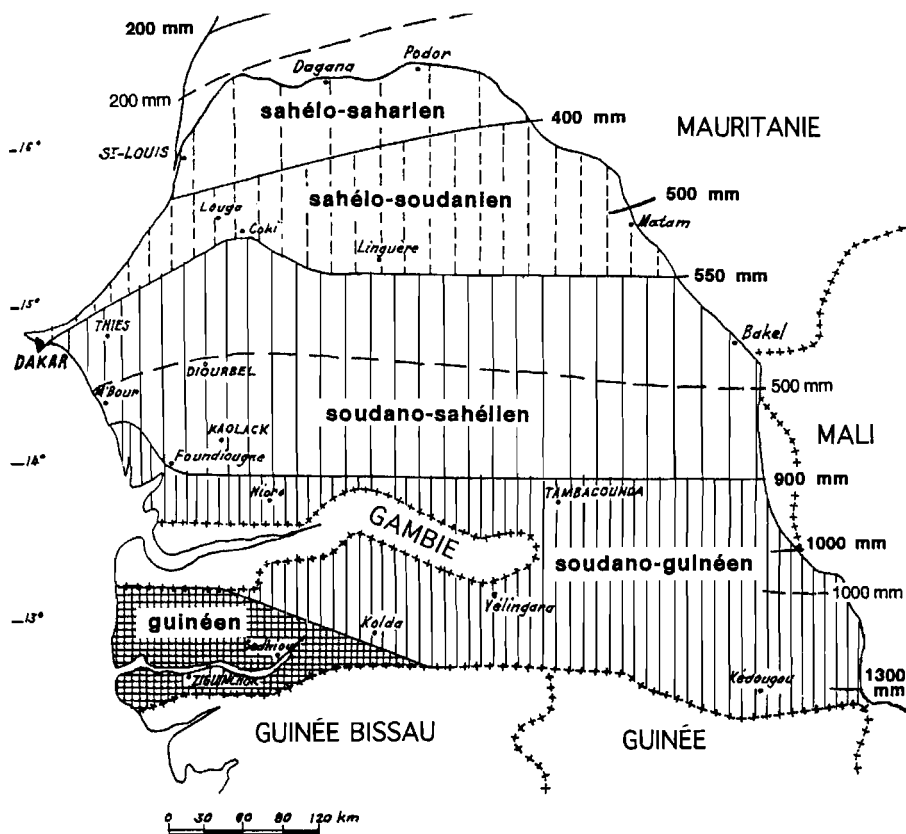 200 mm
Podor
Dagana
200 mm
sahélo-saharien
400 mm
MAURITANIE
16°
ST-LOUIS
sahélo-soudanien
500 mm
Louga
Matam
Coki
Linguère
550 mm
15°
THIES
Bakel
DAKAR
DIOURBEL
500 mm
M'Bour
soudano-sahélien
MALI
KAOLACK
Foundiougne
14°
900 mm
Nioro
TAMBACOUNDA
GAMBIE
1000 mm
soudano-guinéen
1000 mm
Vélingara
guinéen
13°
Kolda
Sedhiou
ZIGUINCHOR
Kédougou
1300
mm
GUINÉE BISSAU
GUINÉE
0 30 60 80 120 km